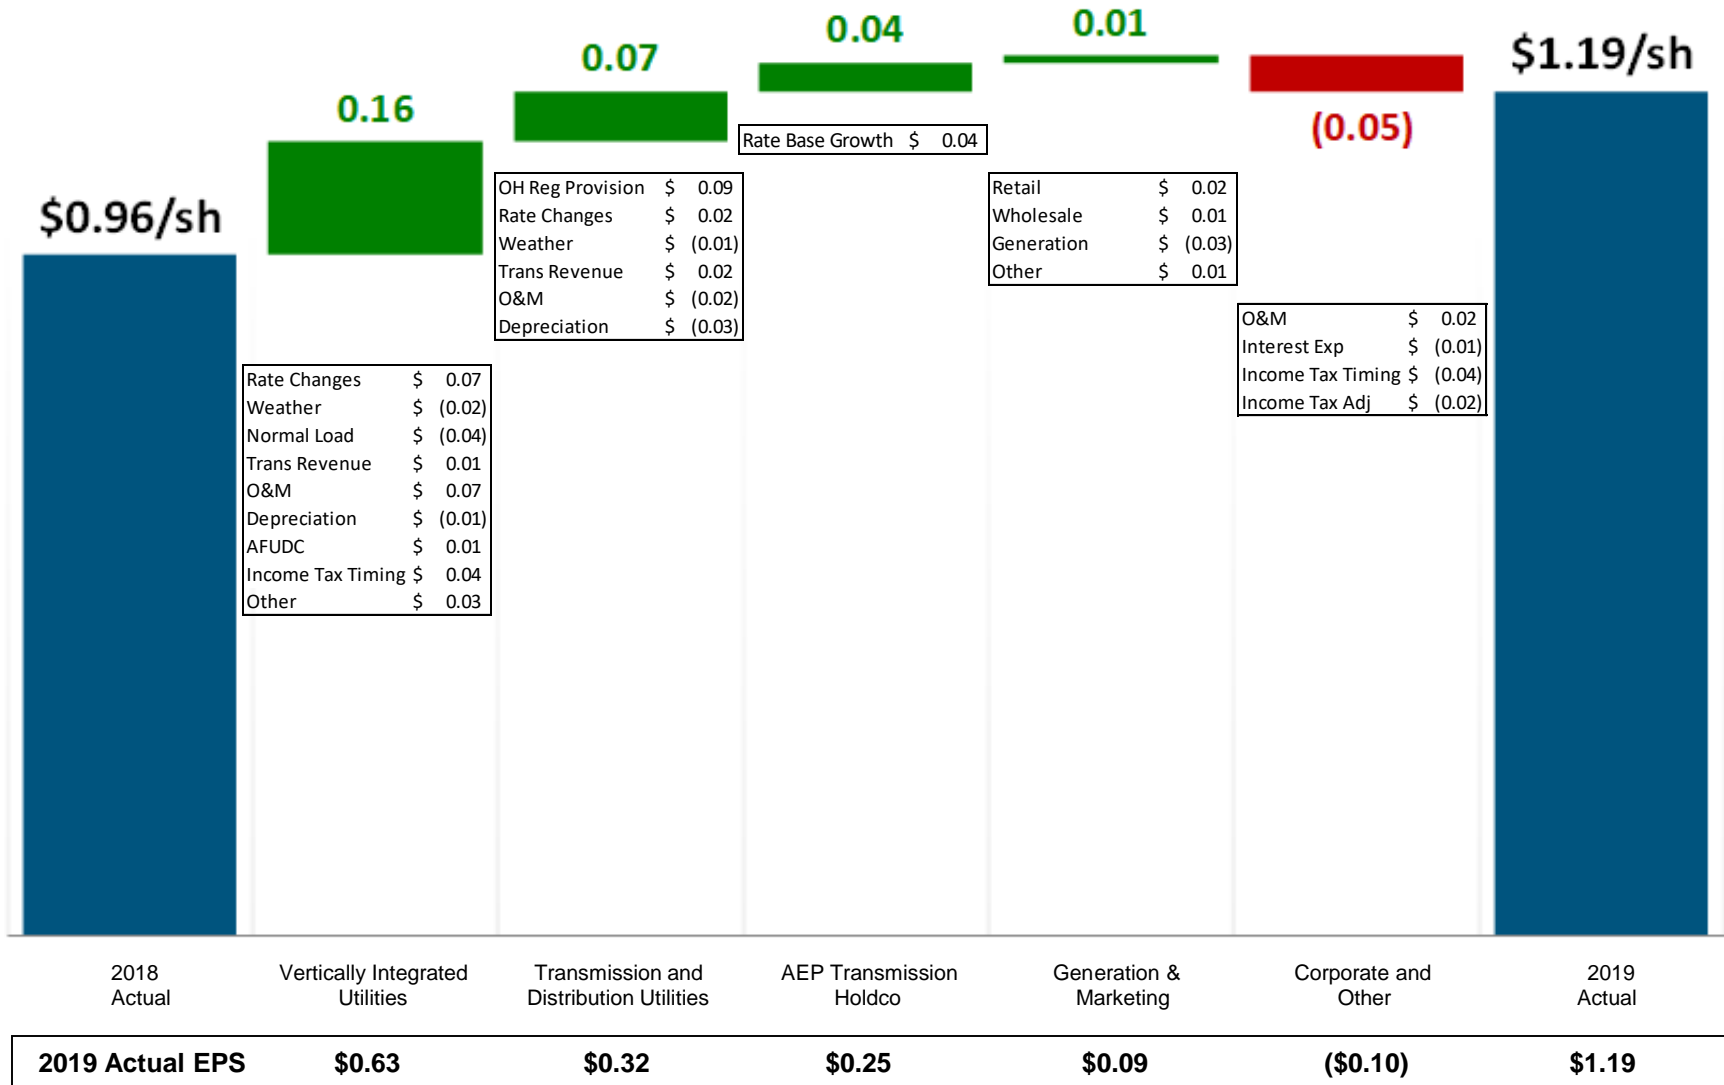 $0.96/sh
0.16
0.07
0.04
0.01
(0.05)
$1.19/sh
Rate Changes $ 0.07
Weather $ (0.02)
Normal Load $ (0.04)
Trans Revenue $ 0.01
O&M $ 0.07
Depreciation $ (0.01)
AFUDC $ 0.01
Income Tax Timing $ 0.04
Other $ 0.03
OH Reg Provision $ 0.09
Rate Changes $ 0.02
Weather $ (0.01)
Trans Revenue $ 0.02
O&M $ (0.02)
Depreciation $ (0.03)
Rate Base Growth $ 0.04
Retail $ 0.02
Wholesale $ 0.01
Generation $ (0.03)
Other $ 0.01
O&M $ 0.02
Interest Exp $ (0.01)
Income Tax Timing $ (0.04)
Income Tax Adj $ (0.02)
2018
Actual
Vertically Integrated
Utilities
Transmission and
Distribution Utilities
AEP Transmission
Holdco
Generation &
Marketing
Corporate and
Other
2019
Actual
2019 Actual EPS $0.63 $0.32 $0.25 $0.09 ($0.10) $1.19